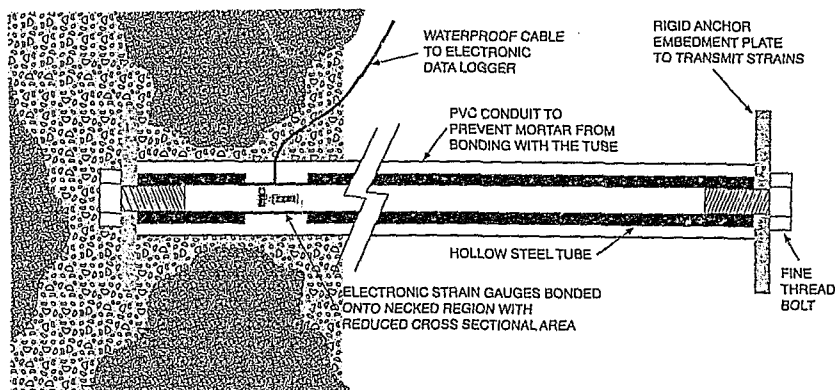 WATERPROOF CABLE
TO ELECTRONIC
DATA LOGGER
RIGID ANCHOR
EMBEDMENT PLATE
TO TRANSMIT STRAINS
PVC CONDUIT TO
PREVENT MORTAR FROM
BONDING WITH THE TUBE
HOLLOW STEEL TUBE
FINE
THREAD
BOLT
ELECTRONIC STRAIN GAUGES BONDED
ONTO NECKED REGION WITH
REDUCED CROSS SECTIONAL AREA